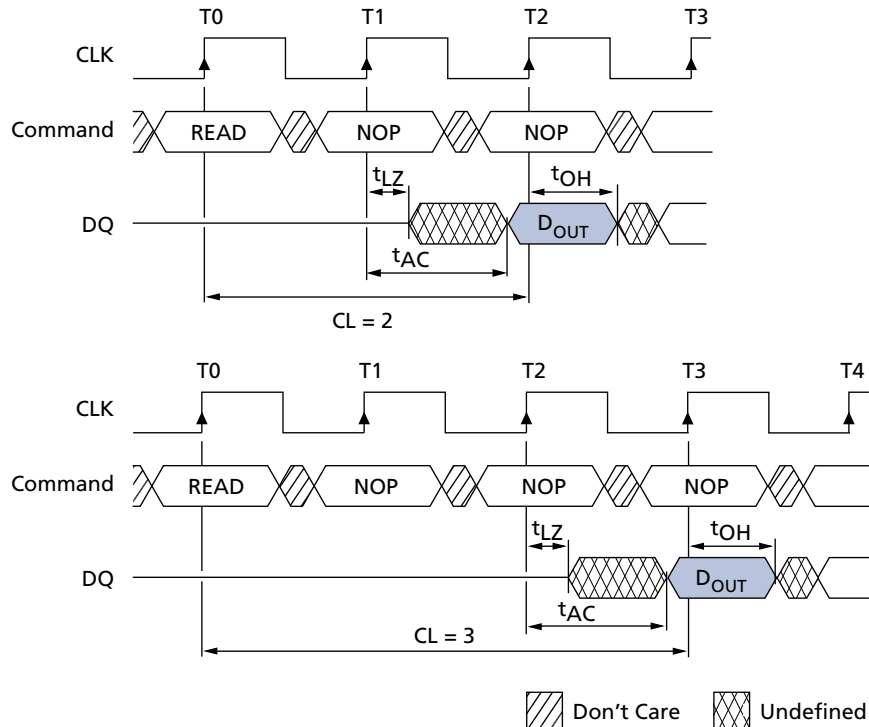 T0 T1 T2 T3
CLK
Command READ NOP NOP
tLZ tOH
DQ DOUT
tAC
CL = 2
T0 T1 T2 T3 T4
CLK
Command READ NOP NOP NOP
tLZ tOH
DQ DOUT
tAC
CL = 3
Don't Care Undefined